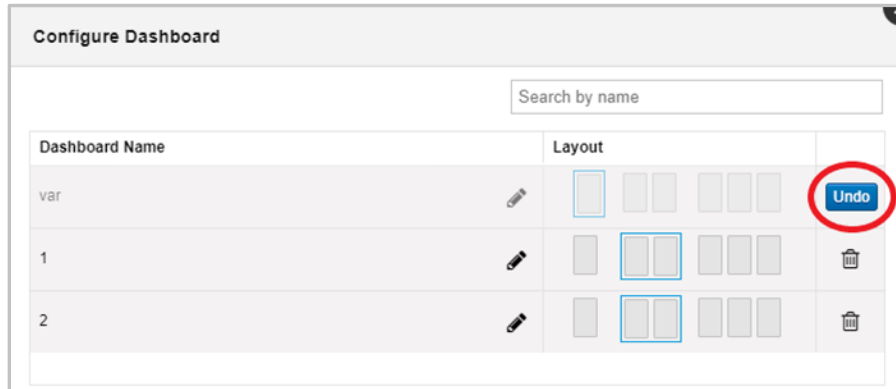 Configure Dashboard
Search by name
Dashboard Name Layout
var Undo
1
2